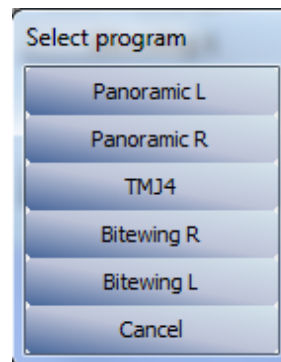 Select program
Panoramic L
Panoramic R
TMJ4
Bitewing R
Bitewing L
Cancel